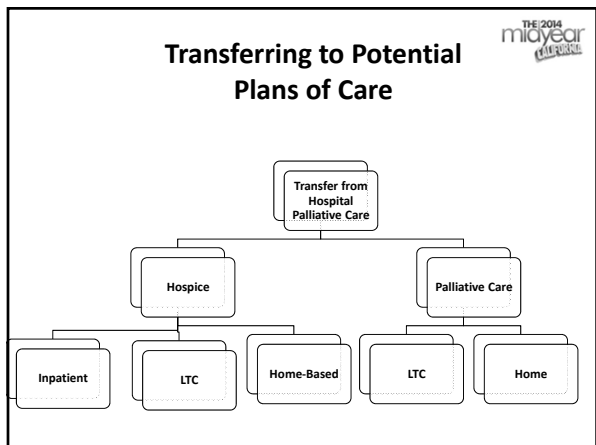 THE 2014
midyear
CALIFORNIA
Transferring to Potential
Plans of Care
Transfer from
Hospital
Palliative Care
Hospice
Palliative Care
Inpatient
LTC
Home-Based
LTC
Home